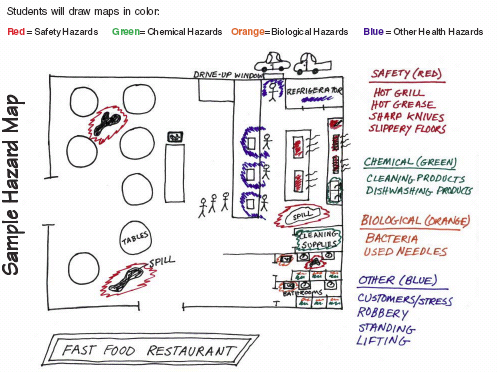 Students will draw maps in color:
Red = Safety Hazards Green= Chemical Hazards Orange= Biological Hazards Blue = Other Health Hazards
Sample Hazard Map
DRIVE-UP WINDOW
REFRIGERATOR
SPILL
CLEANING
SUPPLIES
TABLES
SPILL
BATHROOMS
FAST FOOD RESTAURANT
SAFETY (RED)
HOT GRILL
HOT GREASE
SHARP KNIVES
SLIPPERY FLOORS
CHEMICAL (GREEN)
CLEANING PRODUCTS
DISHWASHING PRODUCTS
BIOLOGICAL (ORANGE)
BACTERIA
USED NEEDLES
OTHER (BLUE)
CUSTOMERS/STRESS
ROBBERY
STANDING
LIFTING